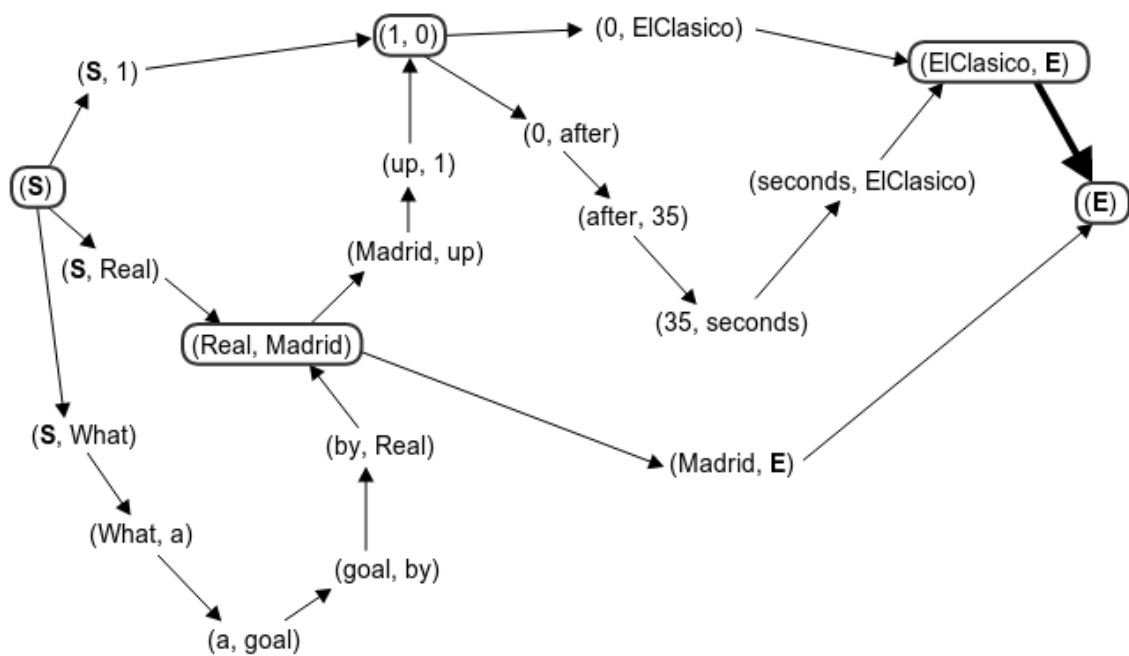 (0, ElClasico)
(1, 0)
(ElClasico, E)
(S, 1)
(0, after)
(up, 1)
(seconds, ElClasico)
(S)
(E)
(after, 35)
(Madrid, up)
(S, Real)
(35, seconds)
(Real, Madrid)
(S, What)
(by, Real)
(Madrid, E)
(What, a)
(goal, by)
(a, goal)